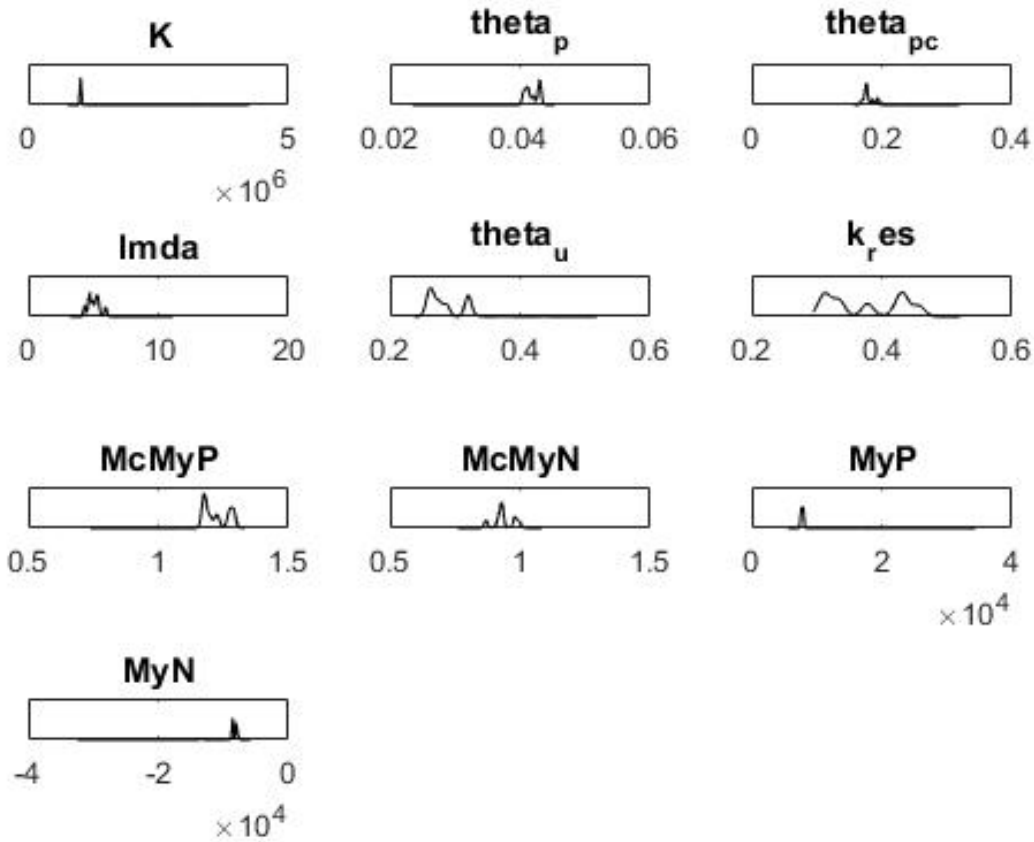 K
theta_p
theta_pc
0 5
0.02 0.04 0.06
0 0.2 0.4
× 10^6
lmda
theta_u
k_res
0 10 20
0.2 0.4 0.6
0.2 0.4 0.6
McMyP
McMyN
MyP
0.5 1 1.5
0.5 1 1.5
0 2 4
× 10^4
MyN
-4 -2 0
× 10^4